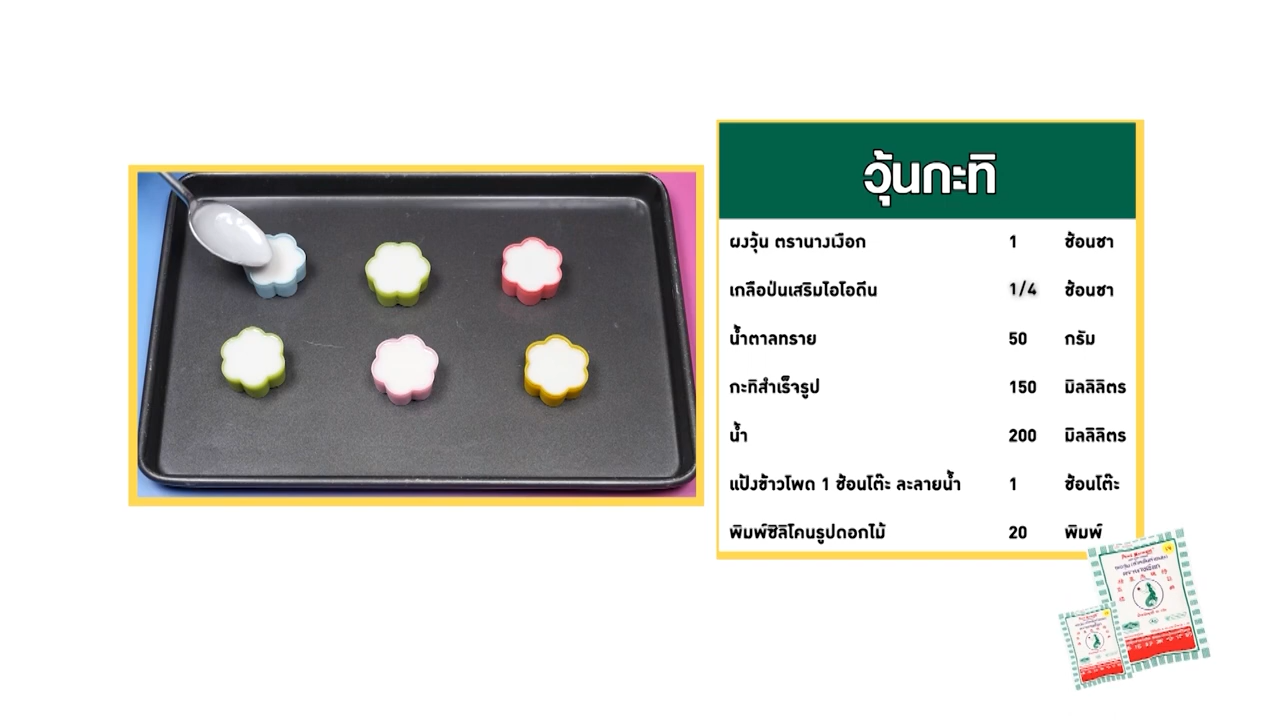 วุ้นกะทิ
ผงวุ้น ตรานางเงือก 1 ช้อนชา
เกลือป่นเสริมไอโอดีน 1/4 ช้อนชา
น้ำตาลทราย 50 กรัม
กะทิสำเร็จรูป 150 มิลลิลิตร
น้ำ 200 มิลลิลิตร
แป้งข้าวโพด 1 ช้อนโต๊ะ ละลายน้ำ 1 ช้อนโต๊ะ
พิมพ์ซิลิโคนรูปดอกไม้ 20 พิมพ์